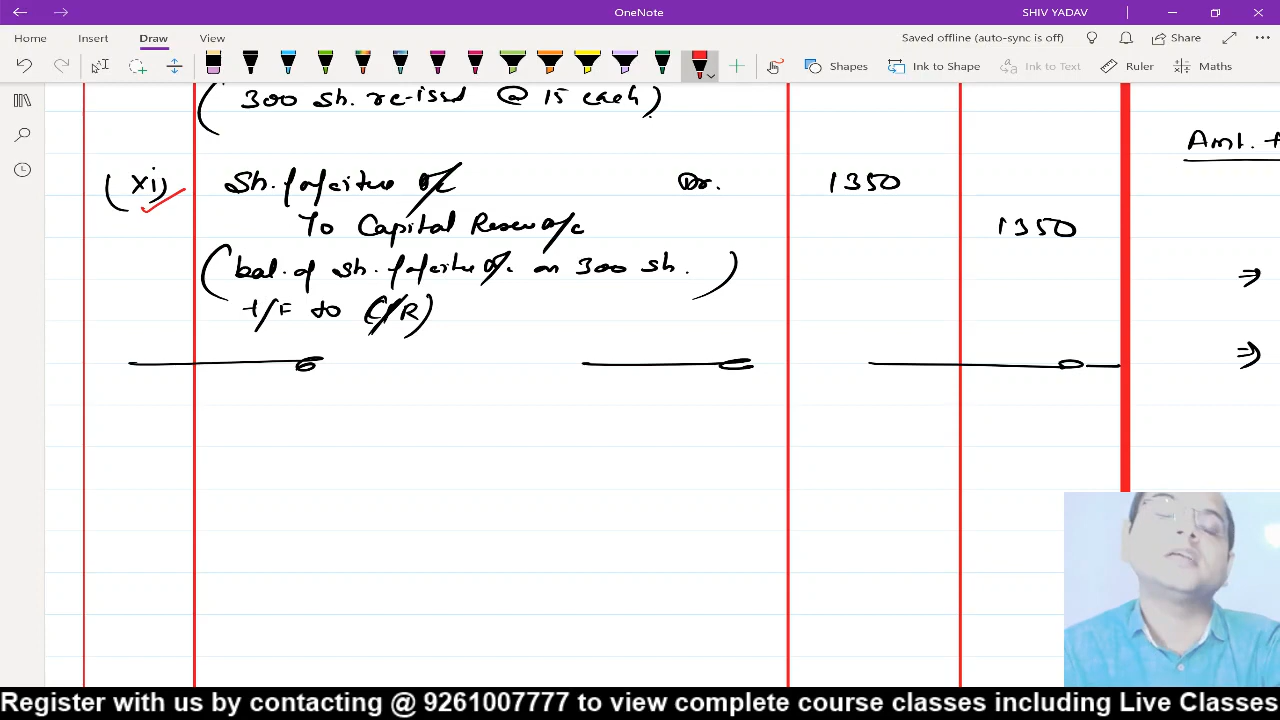 OneNote
SHIV YADAV
Home Insert Draw View
Saved offline (auto-sync is off)
Share
Shapes
Ink to Shape
Ink to Text
Ruler
Maths
(300 Sh. re-issd @ 15 each)
Amt. t
(xi) Sh. forfeiture a/c Dr. 1350
To Capital Reserve a/c 1350
(bal. of Sh. forfeiture a/c on 300 sh.
t/F to C/R)
Register with us by contacting @ 9261007777 to view complete course classes including Live Classes